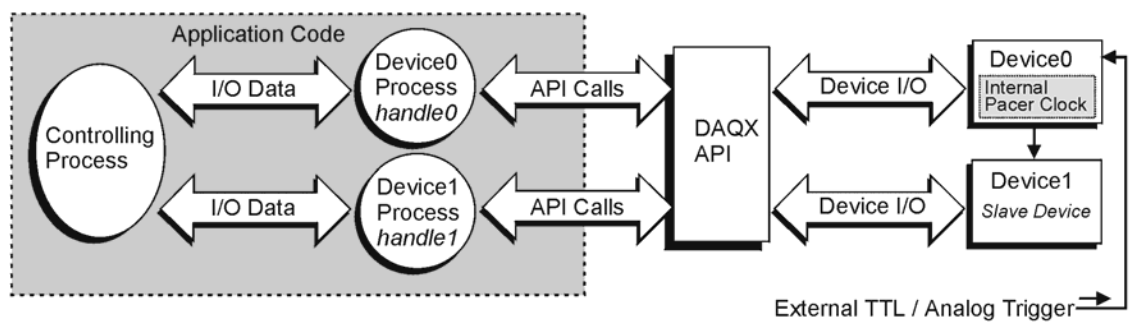 Application Code
Controlling
Process
I/O Data
Device0
Process
handle0
API Calls
I/O Data
Device1
Process
handle1
API Calls
DAQX
API
Device I/O
Device0
Internal
Pacer Clock
Device I/O
Device1
Slave Device
External TTL / Analog Trigger